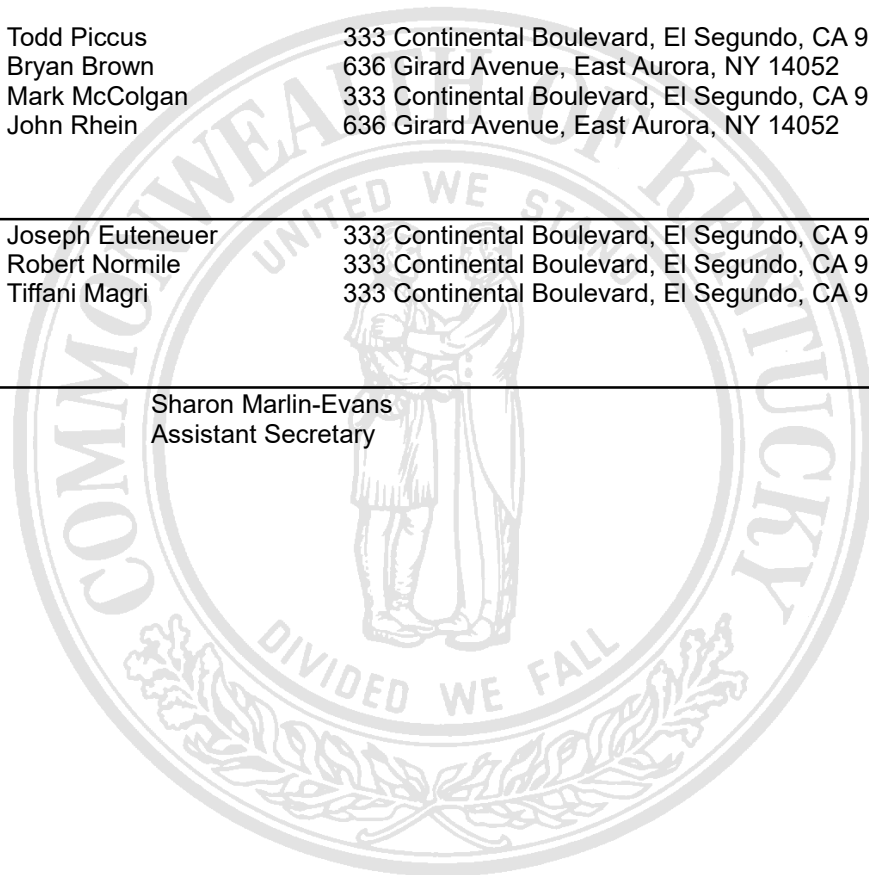 Todd Piccus 333 Continental Boulevard, El Segundo, CA 9
Bryan Brown 636 Girard Avenue, East Aurora, NY 14052
Mark McColgan 333 Continental Boulevard, El Segundo, CA 9
John Rhein 636 Girard Avenue, East Aurora, NY 14052
Joseph Euteneuer 333 Continental Boulevard, El Segundo, CA 9
Robert Normile 333 Continental Boulevard, El Segundo, CA 9
Tiffani Magri 333 Continental Boulevard, El Segundo, CA 9
Sharon Marlin-Evans
Assistant Secretary
COMMONWEALTH OF KENTUCKY
UNITED WE STAND
DIVIDED WE FALL